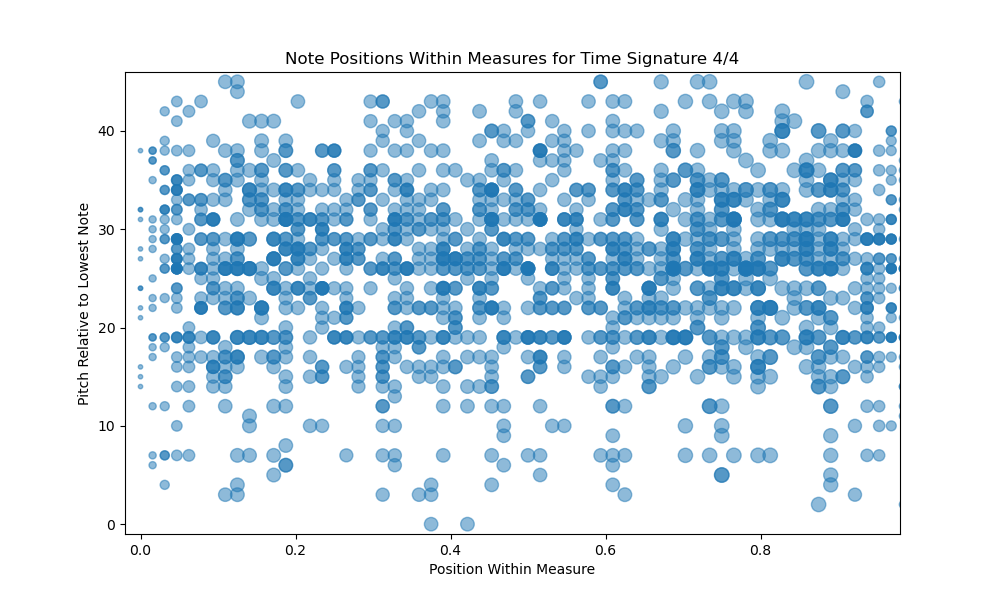 Note Positions Within Measures for Time Signature 4/4
Pitch Relative to Lowest Note
40
30
20
10
0
0.0 0.2 0.4 0.6 0.8
Position Within Measure